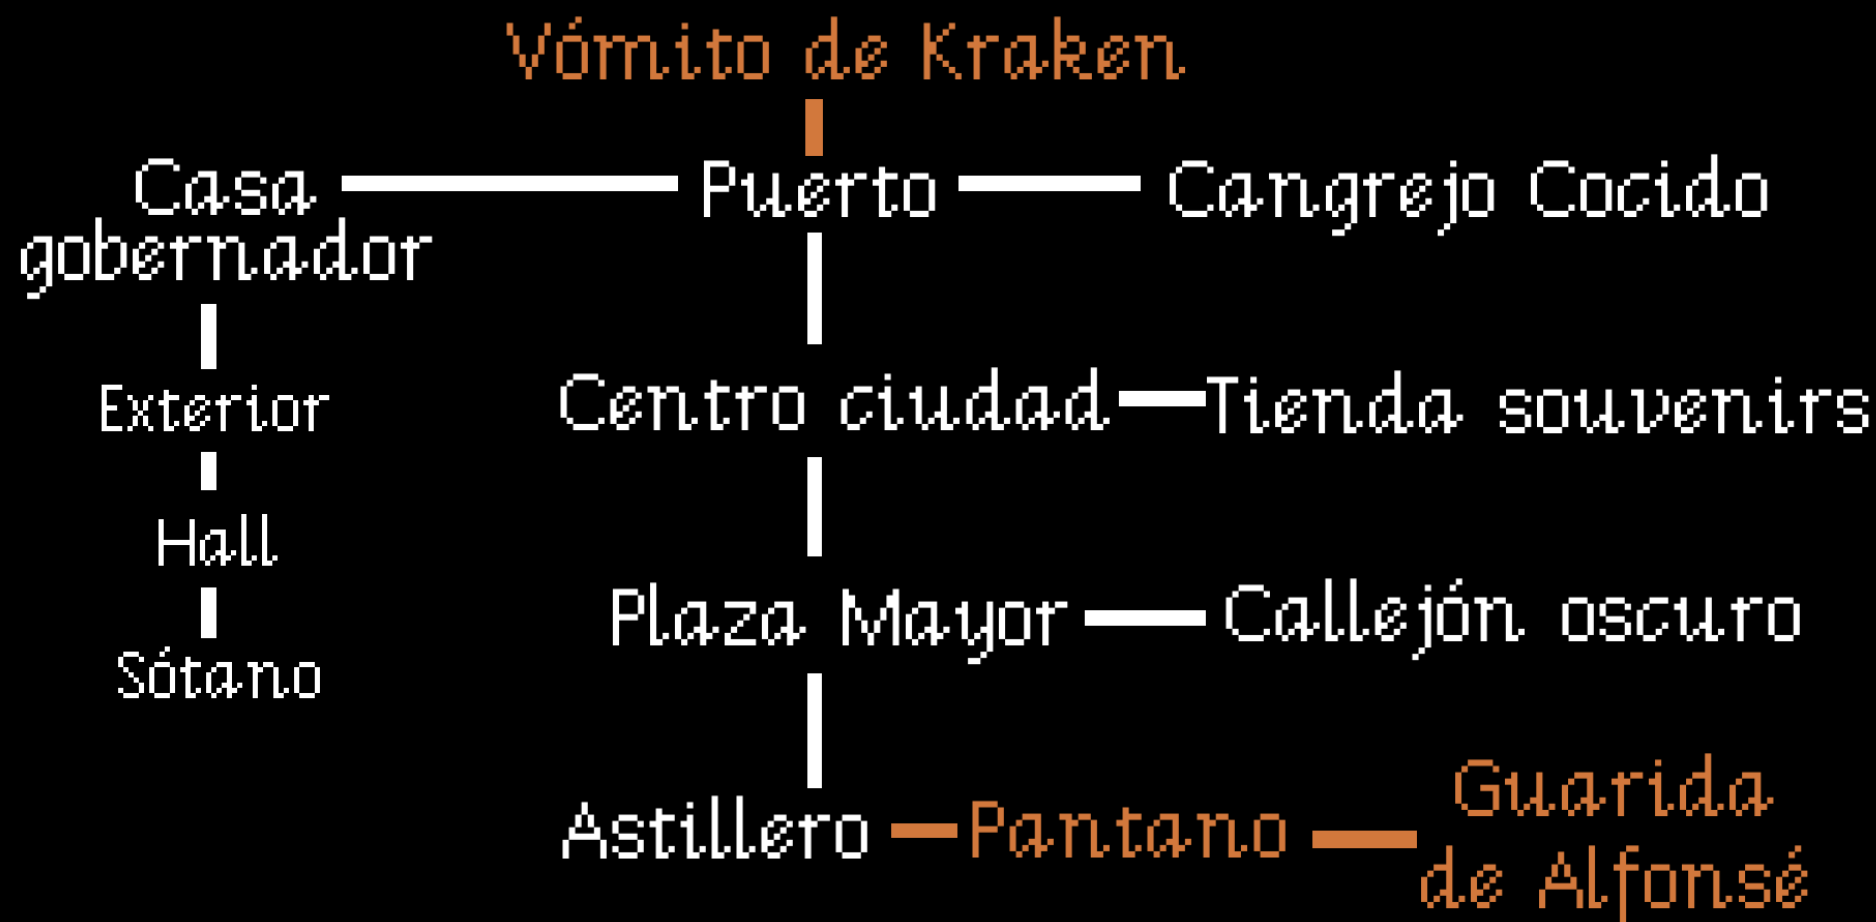 Vómito de Kraken
Casa
gobernador
Puerto
Cangrejo Cocido
Exterior
Centro ciudad
Tienda souvenirs
Hall
Plaza Mayor
Callejón oscuro
Sótano
Astillero
Pantano
Guarida
de Alfonsé